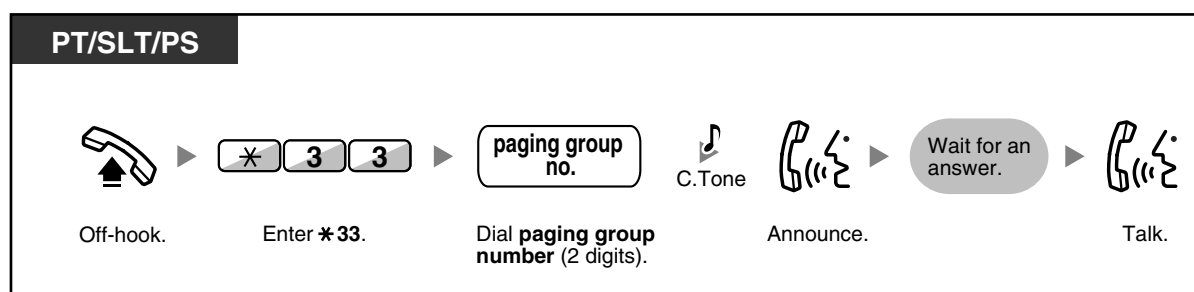 PT/SLT/PS
* 3 3
paging group
no.
C.Tone
Wait for an
answer.
Off-hook.
Enter *33.
Dial paging group
number (2 digits).
Announce.
Talk.